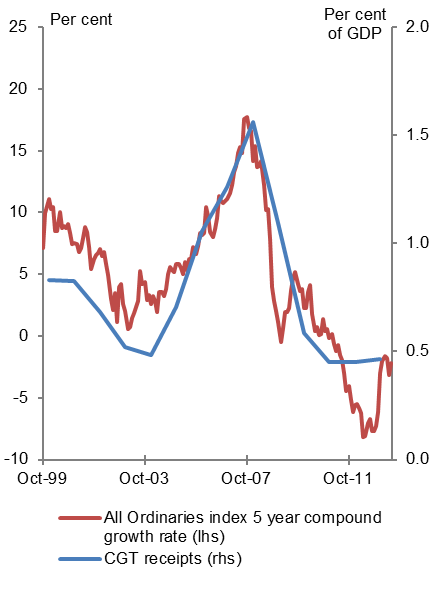 Per cent
Per cent
of GDP
25
20
15
10
5
0
-5
-10
2.0
1.5
1.0
0.5
0.0
Oct-99 Oct-03 Oct-07 Oct-11
All Ordinaries index 5 year compound
growth rate (lhs)
CGT receipts (rhs)